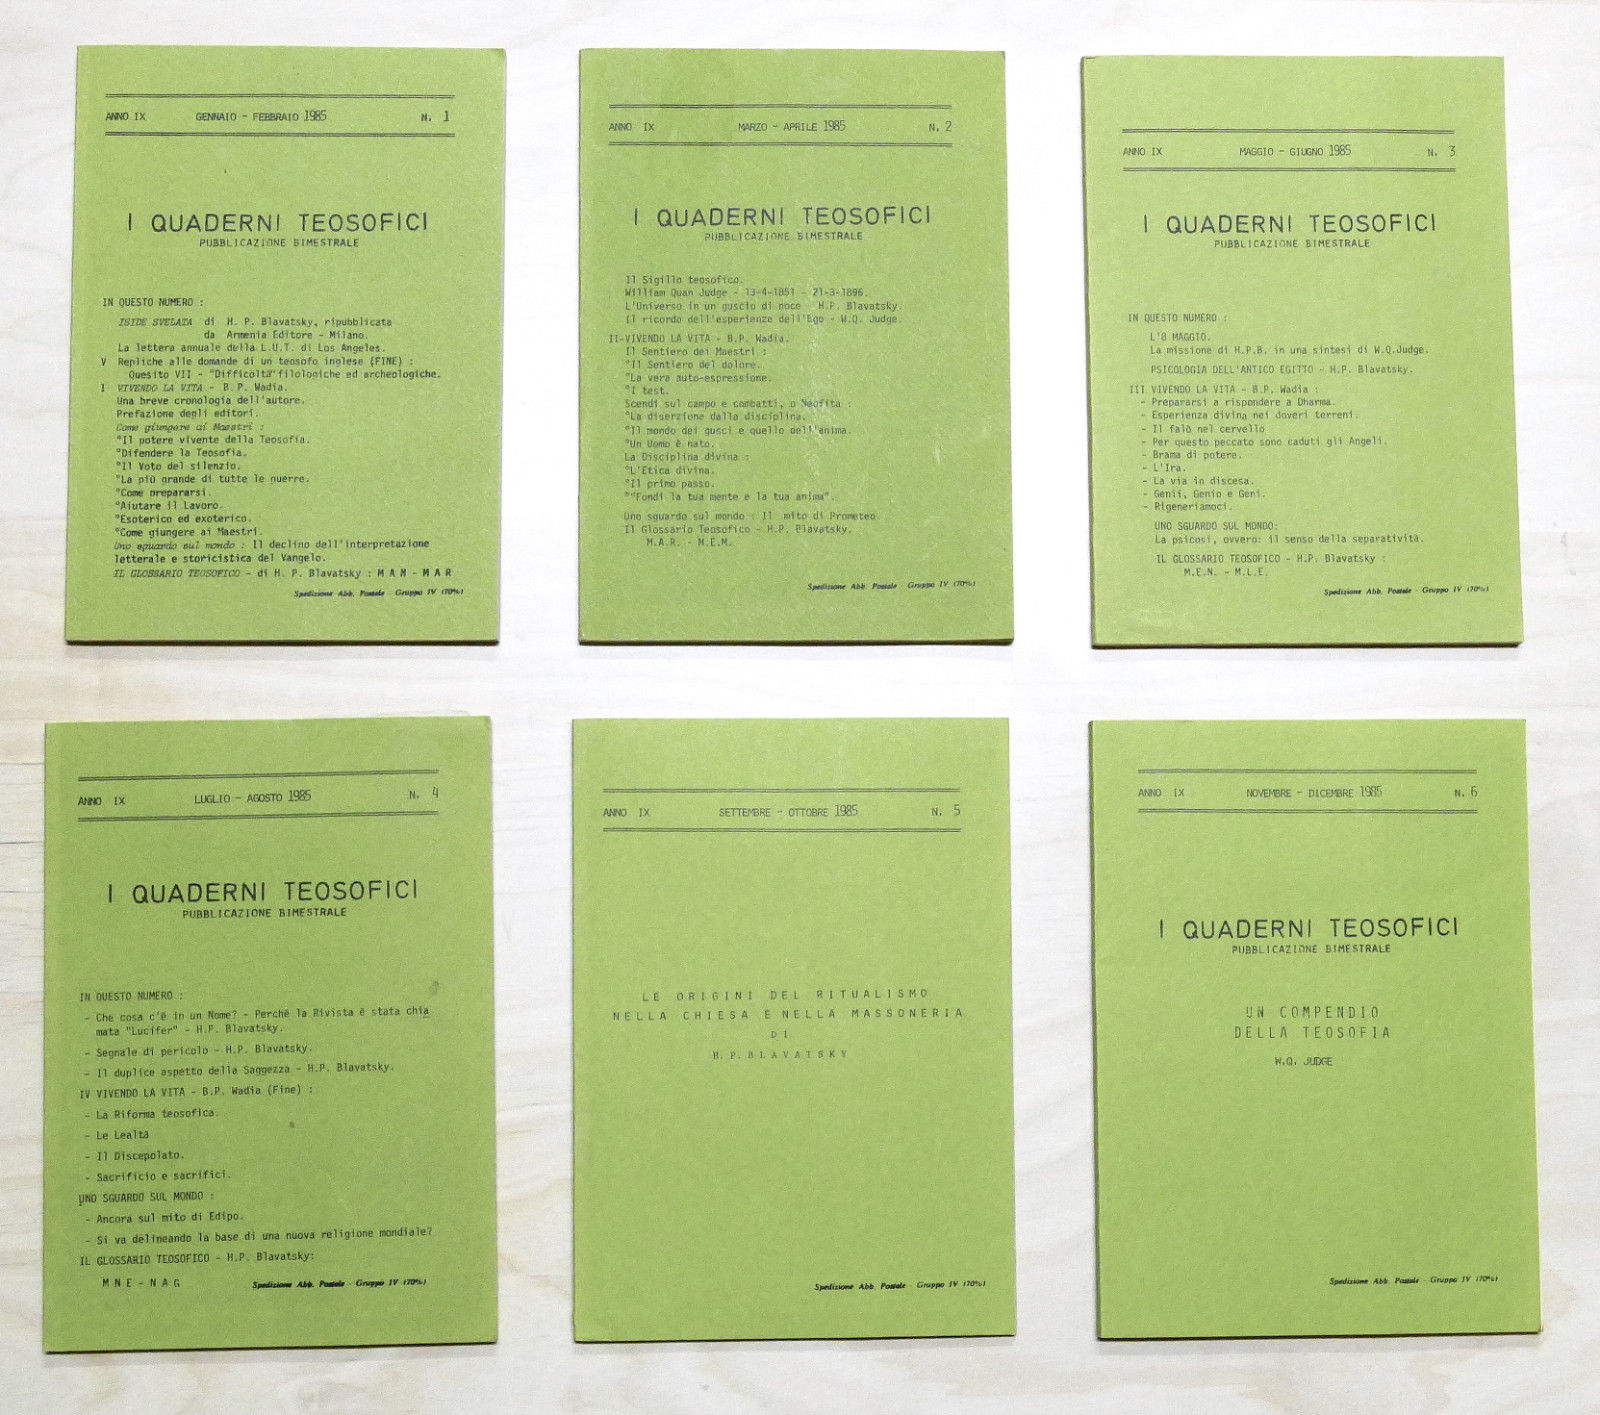 ANNO IX GENNAIO - FEBBRAIO 1985 N. 1
I QUADERNI TEOSOFICI
PUBBLICAZIONE BIMESTRALE
IN QUESTO NUMERO :
ISIDE SVELATA di H. P. Blavatsky, ripubblicata
da Armenia Editore - Milano.
La lettera annuale della L.U.T. di Los Angeles.
V Repliche alle domande di un teosofo inglese (FINE) :
Quesito VII - "Difficoltà" filologiche ed archeologiche.
I VIVENDO LA VITA - B. P. Wadia.
Una breve cronologia dell'autore.
Prefazione degli editori.
Come giungere ai Maestri :
°Il potere vivente della Teosofia.
°Difendere la Teosofia.
°Il Voto del silenzio.
°La più grande di tutte le guerre.
°Come prepararsi.
°Aiutare il Lavoro.
°Esoterico ed exoterico.
°Come giungere ai Maestri.
Uno sguardo sul mondo : Il declino dell'interpretazione
letterale e storicistica del Vangelo.
IL GLOSSARIO TEOSOFICO - di H. P. Blavatsky : M A N - M A R
Spedizione Abb. Postale - Gruppo IV (70%)
ANNO IX MARZO - APRILE 1985 N. 2
I QUADERNI TEOSOFICI
PUBBLICAZIONE BIMESTRALE
Il Sigillo teosofico.
William Quan Judge - 13-4-1851 - 21-3-1896.
L'Universo in un guscio di noce - H.P. Blavatsky.
Il ricordo dell'esperienze dell'Ego - W.Q. Judge.
II-VIVENDO LA VITA - B.P. Wadia.
Il Sentiero dei Maestri :
°Il Sentiero del dolore.
°La vera auto-espressione.
°I test.
Scendi sul campo e combatti, o Neofita :
°La diserzione dalla disciplina.
°Il mondo dei gusci e quello dell'anima.
°Un Uomo è nato.
La Disciplina divina :
°L'Etica divina.
°Il primo passo.
°"Fondi la tua mente e la tua anima".
Uno sguardo sul mondo : Il mito di Prometeo.
Il Glossario Teosofico - H.P. Blavatsky.
M.A.R. - M.E.M.
Spedizione Abb. Postale - Gruppo IV (70%)
ANNO IX MAGGIO - GIUGNO 1985 N. 3
I QUADERNI TEOSOFICI
PUBBLICAZIONE BIMESTRALE
IN QUESTO NUMERO :
L'8 MAGGIO.
La missione di H.P.B. in una sintesi di W.Q.Judge.
PSICOLOGIA DELL'ANTICO EGITTO - H.P. Blavatsky.
III VIVENDO LA VITA - B.P. Wadia :
- Prepararsi a rispondere a Dharma.
- Esperienza divina nei doveri terreni.
- Il falò nel cervello
- Per questo peccato sono caduti gli Angeli.
- Brama di potere.
- L'Ira.
- La via in discesa.
- Genii, Genio e Geni.
- Rigeneriamoci.
UNO SGUARDO SUL MONDO:
La psicosi, ovvero: il senso della separatività.
IL GLOSSARIO TEOSOFICO - H.P. Blavatsky :
M.E.N. - M.L.E.
Spedizione Abb. Postale - Gruppo IV (70%)
ANNO IX LUGLIO - AGOSTO 1985 N. 4
I QUADERNI TEOSOFICI
PUBBLICAZIONE BIMESTRALE
IN QUESTO NUMERO :
- Che cosa c'è in un Nome? - Perchè la Rivista è stata chia
mata "Lucifer" - H.P. Blavatsky.
- Segnale di pericolo - H.P. Blavatsky.
- Il duplice aspetto della Saggezza - H.P. Blavatsky.
IV VIVENDO LA VITA - B.P. Wadia (Fine) :
- La Riforma teosofica.
- Le Lealtà
- Il Discepolato.
- Sacrificio e sacrifici.
UNO SGUARDO SUL MONDO :
- Ancora sul mito di Edipo.
- Si va delineando la base di una nuova religione mondiale?
IL GLOSSARIO TEOSOFICO - H.P. Blavatsky:
M N E - N A G
Spedizione Abb. Postale - Gruppo IV (70%)
ANNO IX SETTEMBRE - OTTOBRE 1985 N. 5
LE ORIGINI DEL RITUALISMO
NELLA CHIESA E NELLA MASSONERIA
DI
H. P. BLAVATSKY
Spedizione Abb. Postale - Gruppo IV (70%)
ANNO IX NOVEMBRE - DICEMBRE 1985 N. 6
I QUADERNI TEOSOFICI
PUBBLICAZIONE BIMESTRALE
UN COMPENDIO
DELLA TEOSOFIA
W.Q. JUDGE
Spedizione Abb. Postale - Gruppo IV (70%)